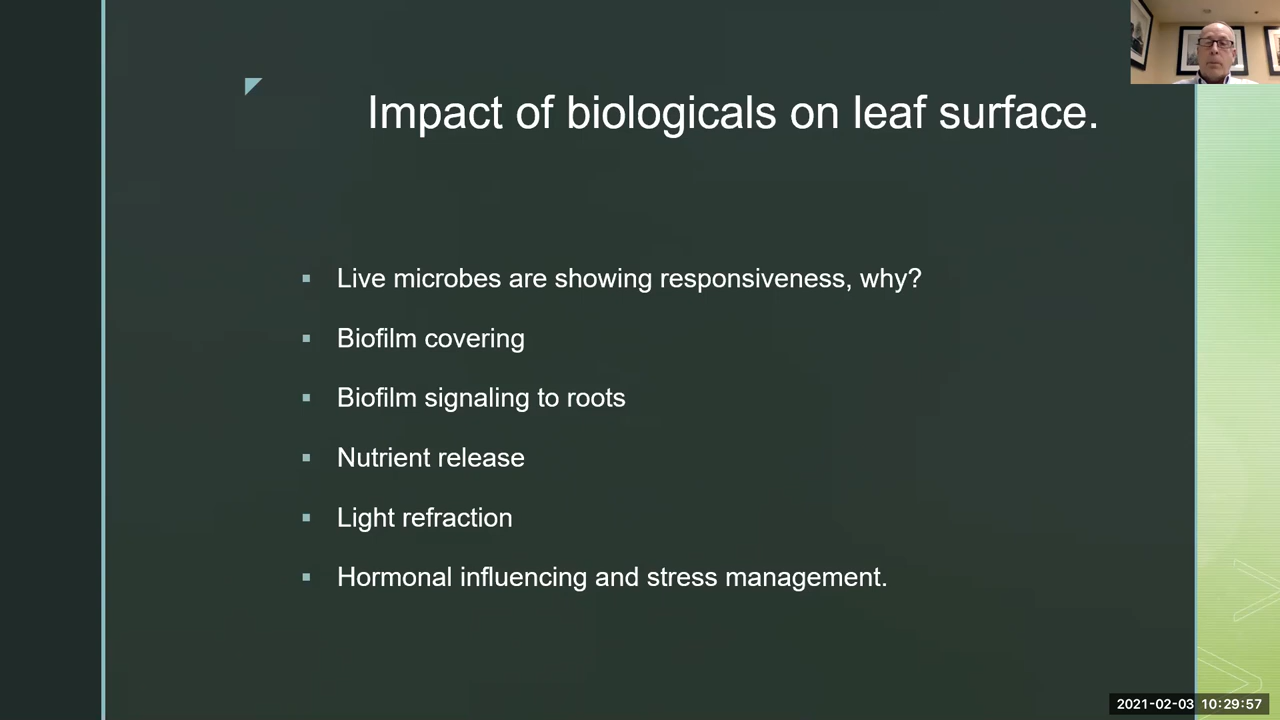 Impact of biologicals on leaf surface.
Live microbes are showing responsiveness, why?
Biofilm covering
Biofilm signaling to roots
Nutrient release
Light refraction
Hormonal influencing and stress management.
2021-02-03 10:29:57